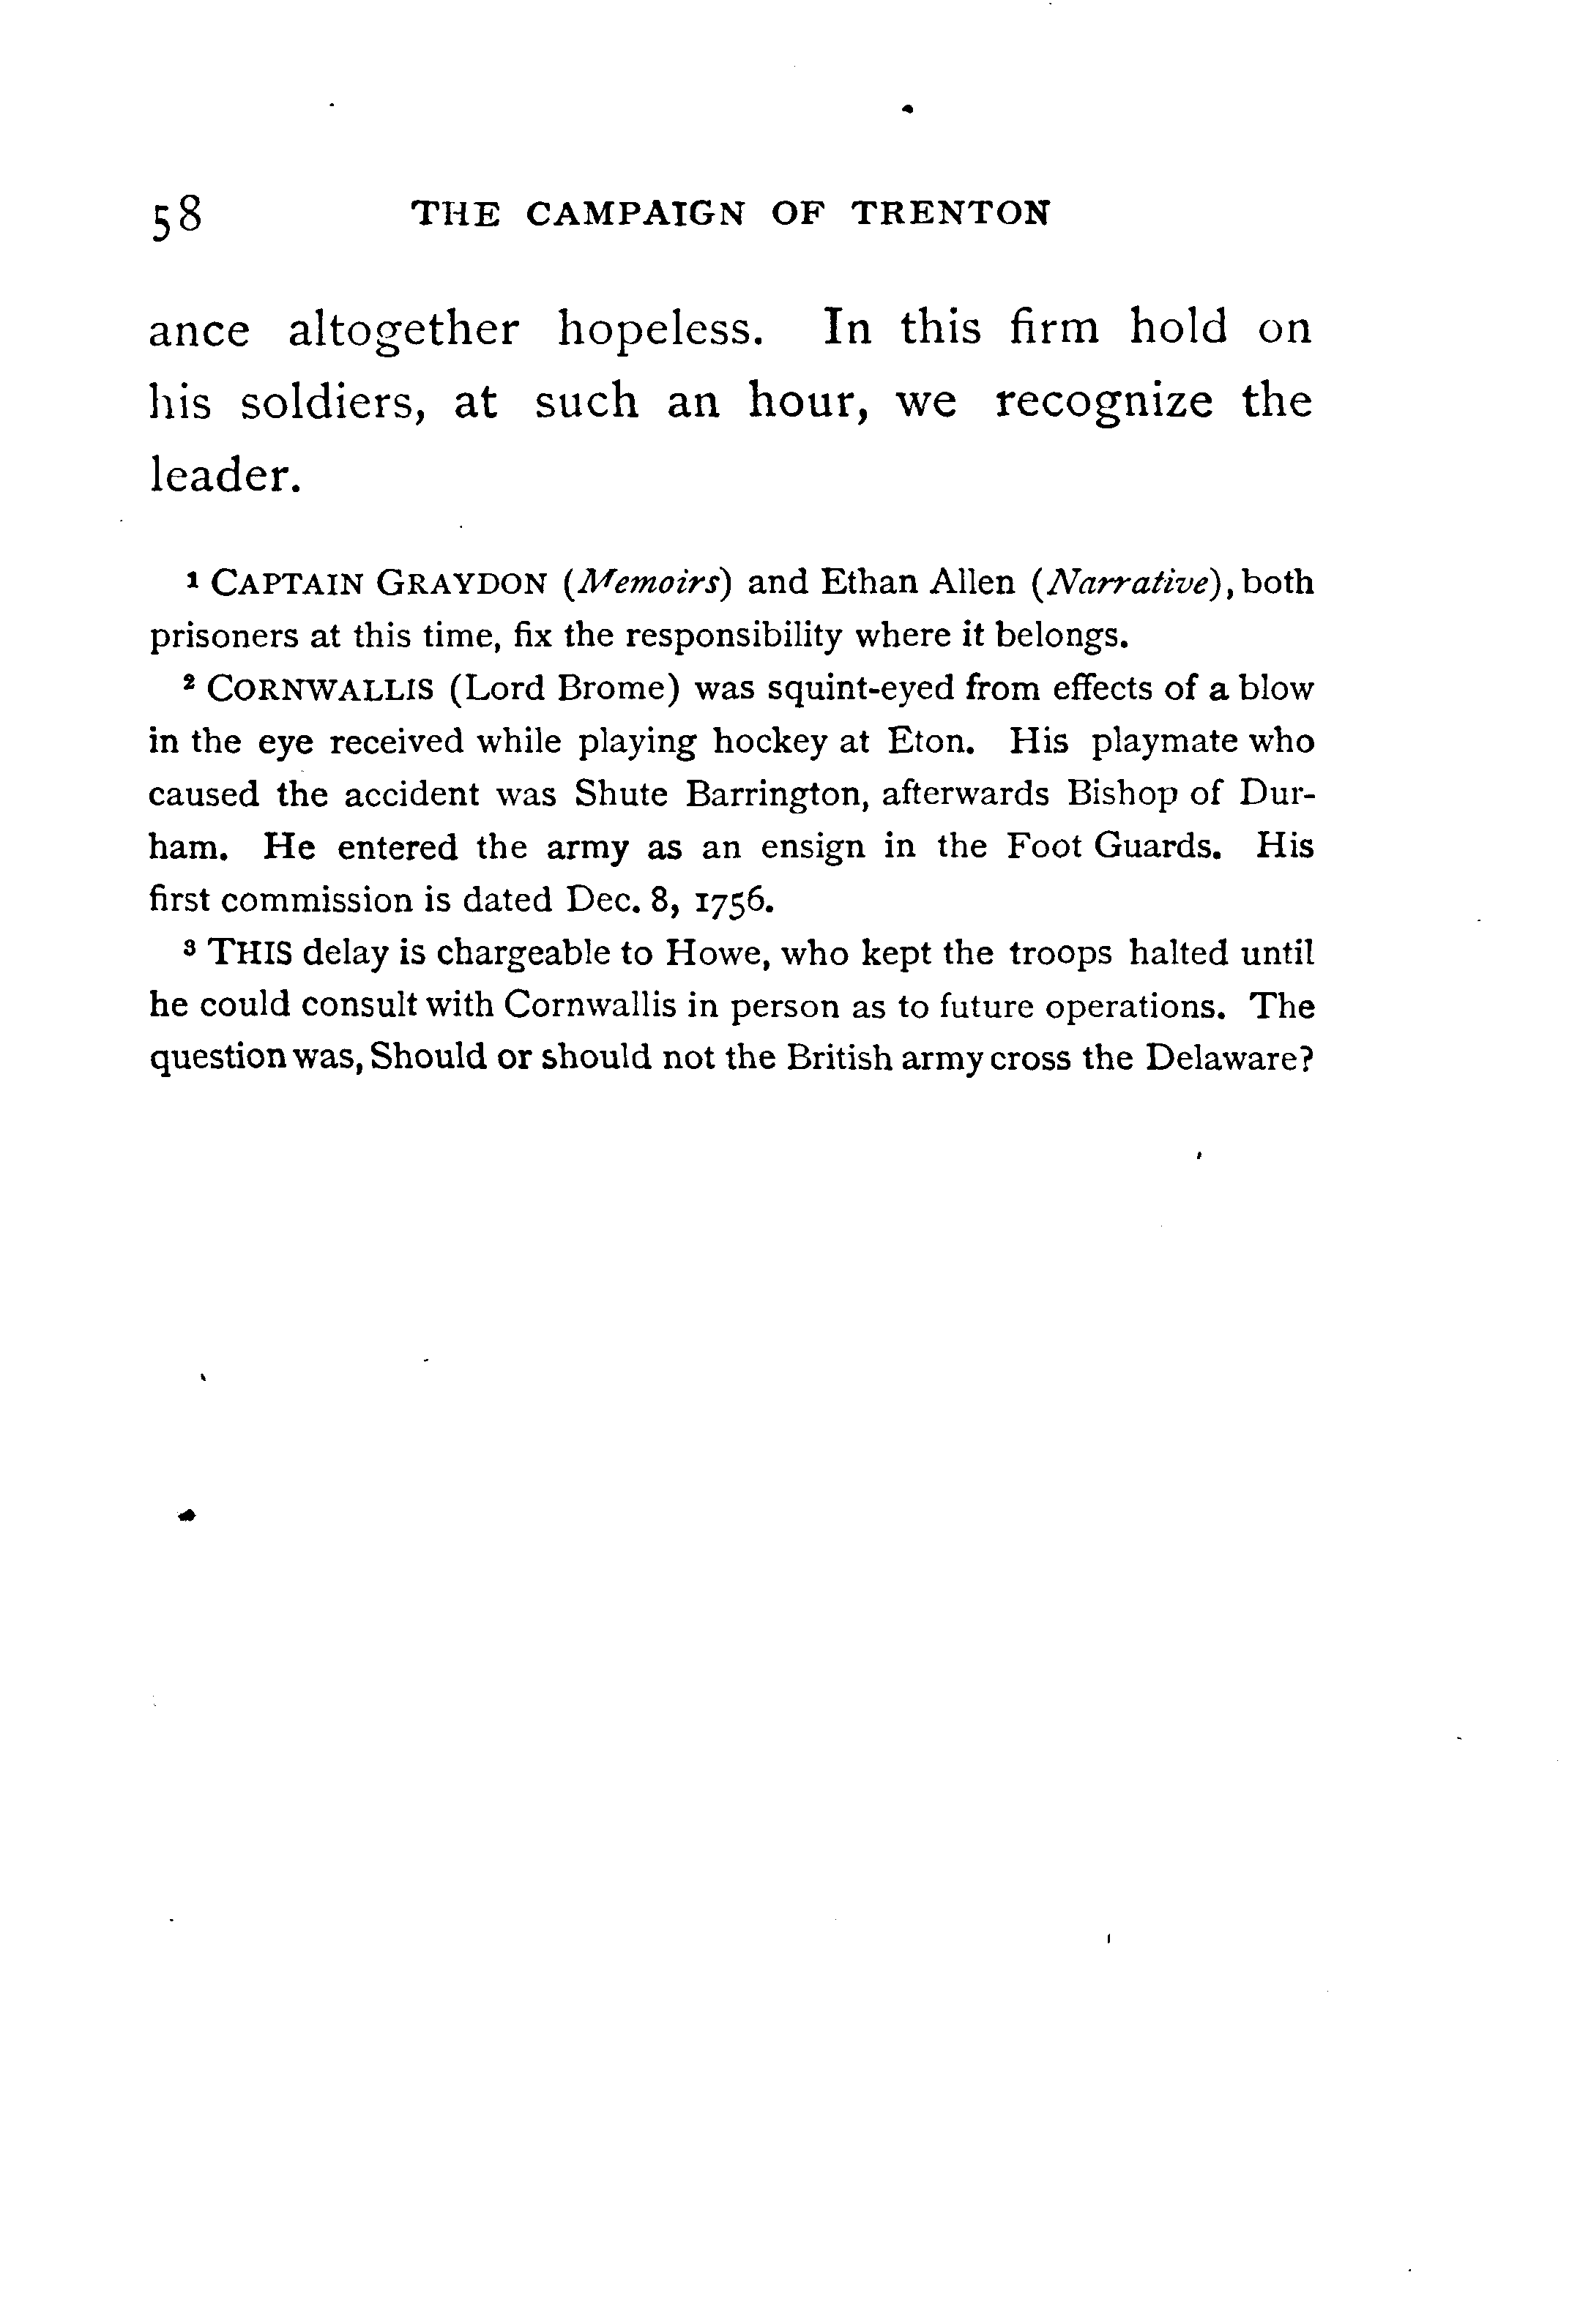 58 THE CAMPAIGN OF TRENTON
ance altogether hopeless. In this firm hold on
his soldiers, at such an hour, we recognize the
leader.
¹ CAPTAIN GRAYDON (Memoirs) and Ethan Allen (Narrative), both
prisoners at this time, fix the responsibility where it belongs.
² CORNWALLIS (Lord Brome) was squint-eyed from effects of a blow
in the eye received while playing hockey at Eton. His playmate who
caused the accident was Shute Barrington, afterwards Bishop of Dur-
ham. He entered the army as an ensign in the Foot Guards. His
first commission is dated Dec. 8, 1756.
³ THIS delay is chargeable to Howe, who kept the troops halted until
he could consult with Cornwallis in person as to future operations. The
question was, Should or should not the British army cross the Delaware?